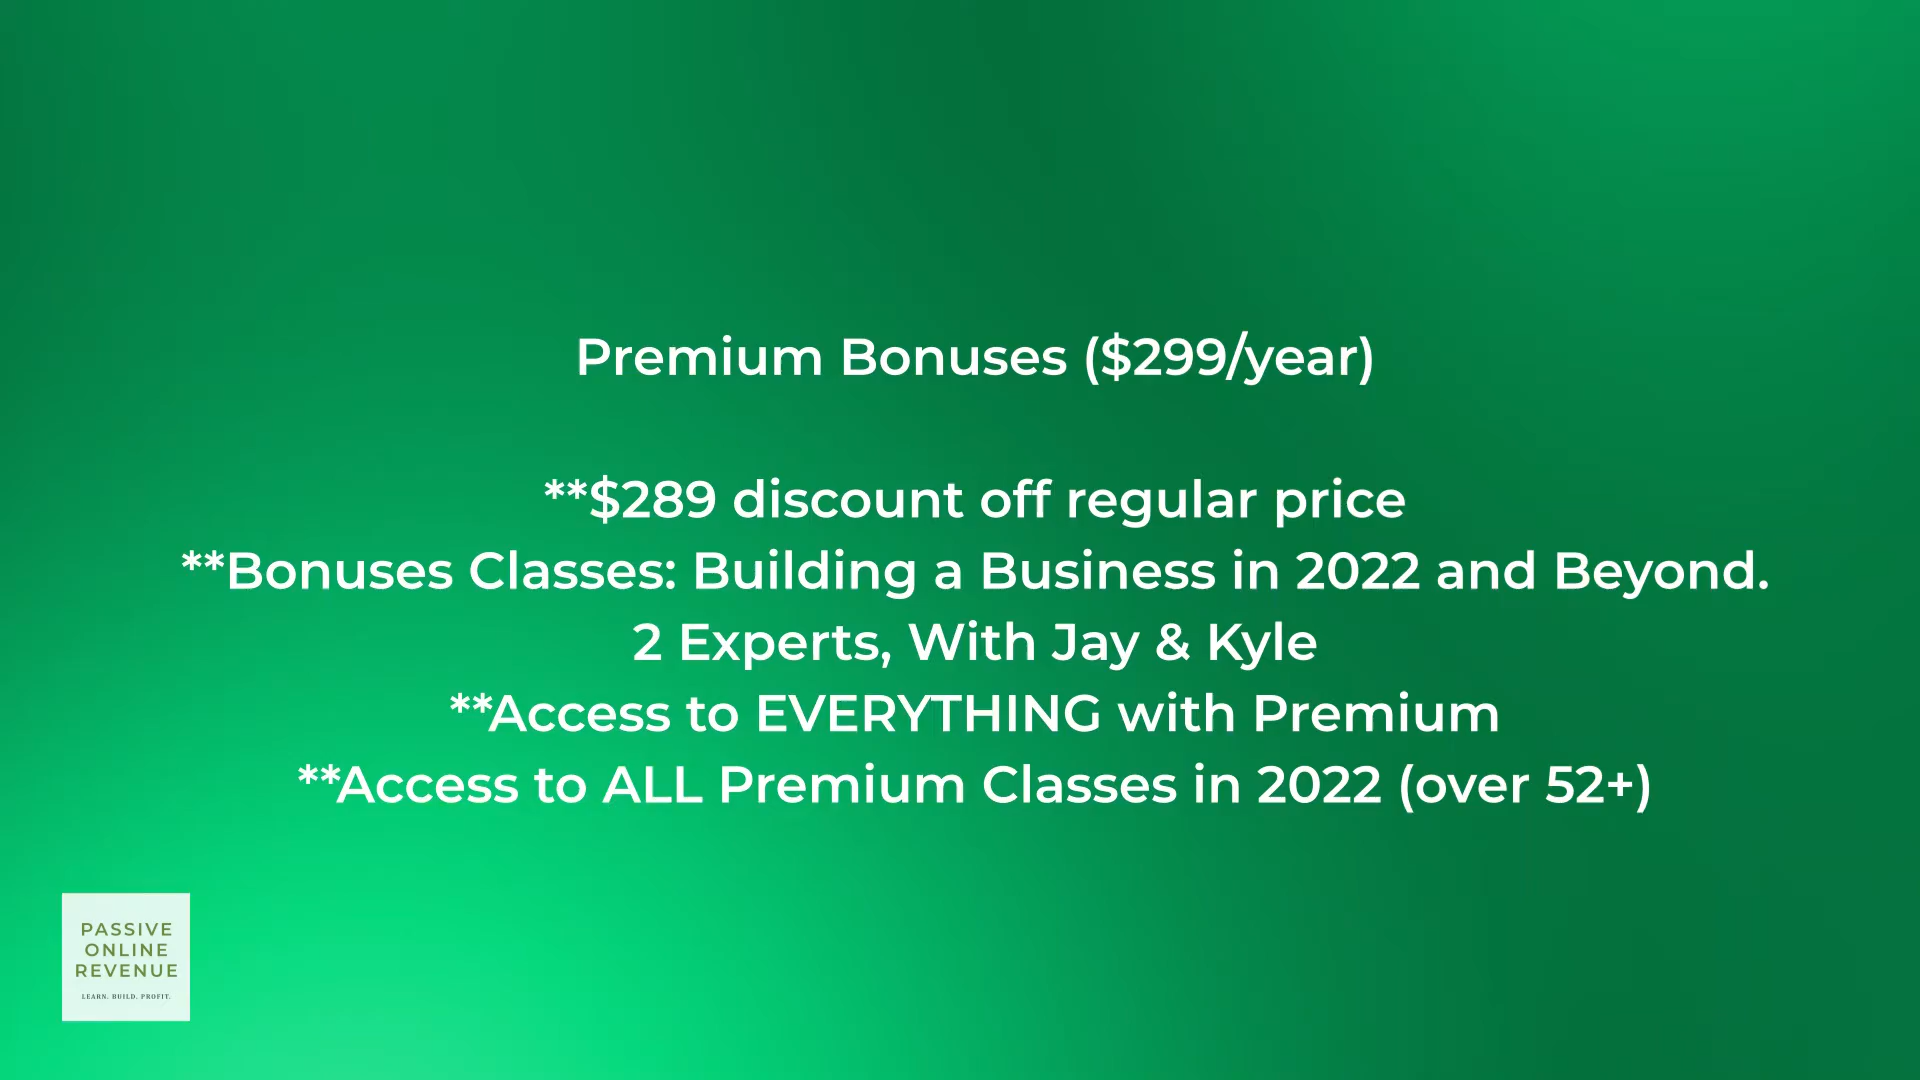 Premium Bonuses ($299/year)
**$289 discount off regular price
**Bonuses Classes: Building a Business in 2022 and Beyond.
2 Experts, With Jay & Kyle
**Access to EVERYTHING with Premium
**Access to ALL Premium Classes in 2022 (over 52+)
PASSIVE
ONLINE
REVENUE
LEARN. BUILD. PROFIT.